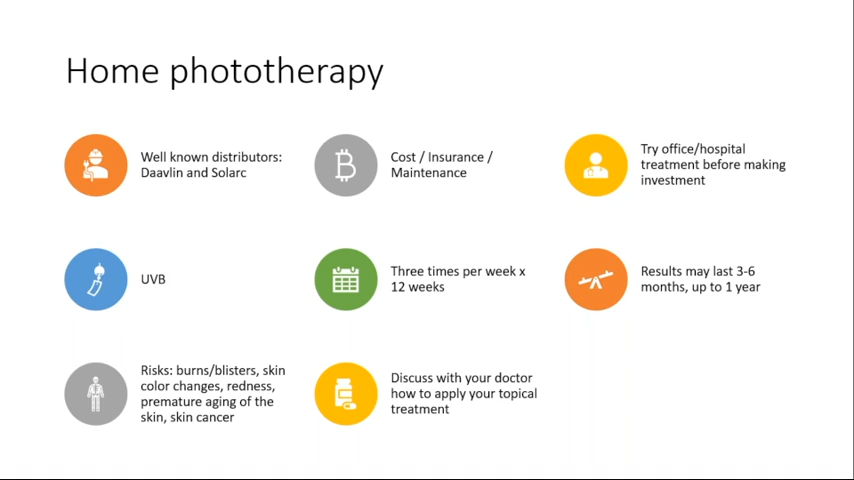 Home phototherapy
Well known distributors:
Daavlin and Solarc
Cost / Insurance /
Maintenance
Try office/hospital
treatment before making
investment
UVB
Three times per week x
12 weeks
Results may last 3-6
months, up to 1 year
Risks: burns/blisters, skin
color changes, redness,
premature aging of the
skin, skin cancer
Discuss with your doctor
how to apply your topical
treatment